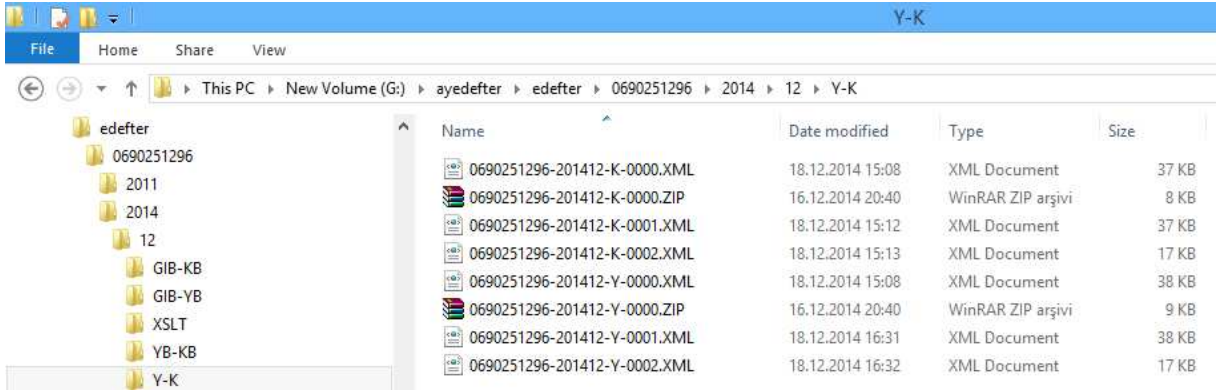 Y-K
File Home Share View
This PC New Volume (G:) ayedefter edefter 0690251296 2014 12 Y-K
edefter
0690251296
2011
2014
12
GIB-KB
GIB-YB
XSLT
YB-KB
Y-K
Name Date modified Type Size
0690251296-201412-K-0000.XML 18.12.2014 15:08 XML Document 37 KB
0690251296-201412-K-0000.ZIP 16.12.2014 20:40 WinRAR ZIP arşivi 8 KB
0690251296-201412-K-0001.XML 18.12.2014 15:12 XML Document 37 KB
0690251296-201412-K-0002.XML 18.12.2014 15:13 XML Document 17 KB
0690251296-201412-Y-0000.XML 18.12.2014 15:08 XML Document 38 KB
0690251296-201412-Y-0000.ZIP 16.12.2014 20:40 WinRAR ZIP arşivi 9 KB
0690251296-201412-Y-0001.XML 18.12.2014 16:31 XML Document 38 KB
0690251296-201412-Y-0002.XML 18.12.2014 16:32 XML Document 17 KB